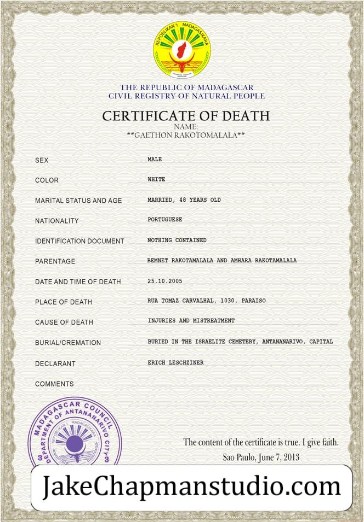 THE REPUBLIC OF MADAGASCAR
CIVIL REGISTRY OF NATURAL PEOPLE
CERTIFICATE OF DEATH
NAME:
**GAETHON RAKOTOMALALA**
SEX MALE
COLOR WHITE
MARITAL STATUS AND AGE MARRIED, 48 YEARS OLD
NATIONALITY PORTUGUESE
IDENTIFICATION DOCUMENT NOTHING CONTAINED
PARENTAGE REMNET RAKOTAMALALA AND AMHARA RAKOTAMALALA
DATE AND TIME OF DEATH 25.10.2005
PLACE OF DEATH RUA TOMAZ CARVALHAL, 1030, PARAISO
CAUSE OF DEATH INJURIES AND MISTREATMENT
BURIAL/CREMATION BURIED IN THE ISRAELITE CEMETERY, ANTANANARIVO, CAPITAL
DECLARANT ERICH LESCHZINER
COMMENTS
MADAGASCAR COUNCIL
DEPARTMENT OF ANTANANARIVO CITY
The content of the certificate is true. I give faith.
Sao Paulo, June 7, 2013
JakeChapmanstudio.com